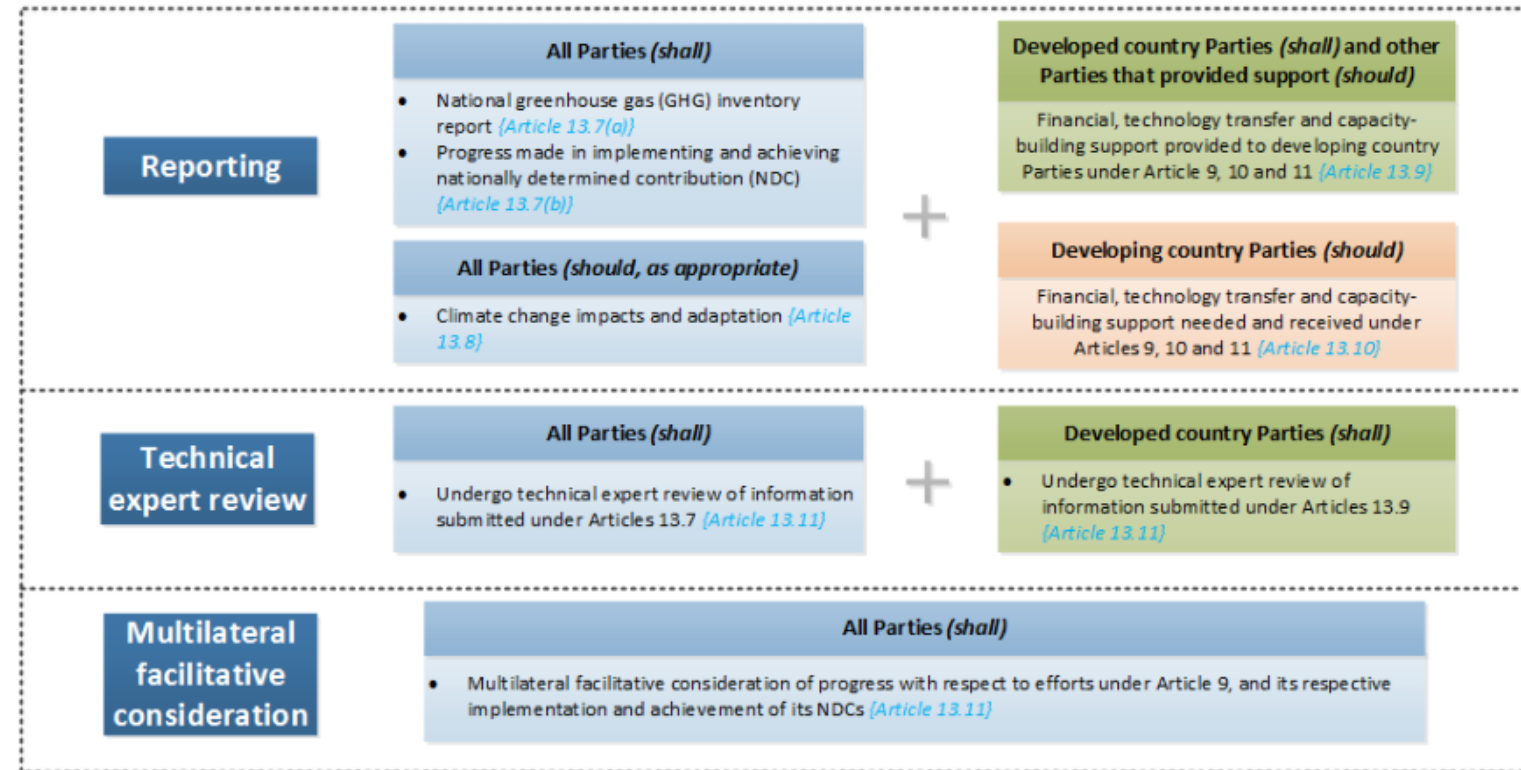 Reporting
All Parties (shall)
• National greenhouse gas (GHG) inventory
report {Article 13.7(a)}
• Progress made in implementing and achieving
nationally determined contribution (NDC)
{Article 13.7(b)}
All Parties (should, as appropriate)
• Climate change impacts and adaptation {Article
13.8}
+
Developed country Parties (shall) and other
Parties that provided support (should)
Financial, technology transfer and capacity-
building support provided to developing country
Parties under Article 9, 10 and 11 {Article 13.9}
Developing country Parties (should)
Financial, technology transfer and capacity-
building support needed and received under
Articles 9, 10 and 11 {Article 13.10}
Technical
expert review
All Parties (shall)
• Undergo technical expert review of information
submitted under Articles 13.7 {Article 13.11}
+
Developed country Parties (shall)
• Undergo technical expert review of
information submitted under Articles 13.9
{Article 13.11}
Multilateral
facilitative
consideration
All Parties (shall)
• Multilateral facilitative consideration of progress with respect to efforts under Article 9, and its respective
implementation and achievement of its NDCs {Article 13.11}